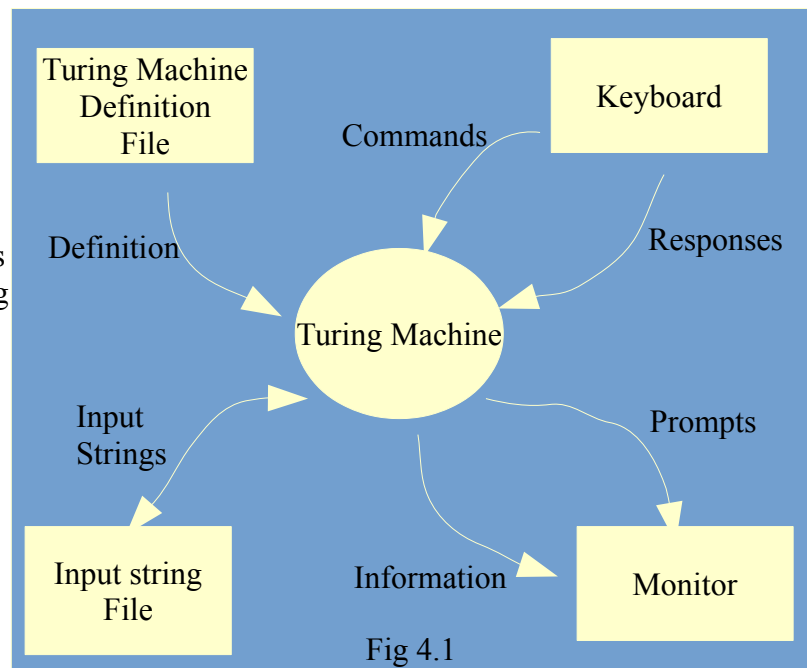 Turing Machine
Definition
File
Keyboard
Commands
Definition
Responses
s
g
Turing Machine
Input
Strings
Prompts
Input string
File
Information
Monitor
Fig 4.1